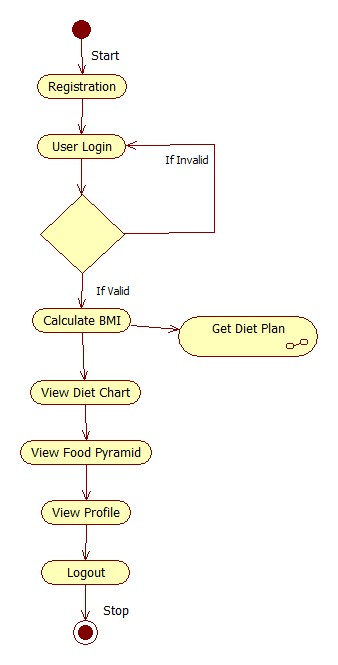 Start
Registration
User Login
If Invalid
If Valid
Calculate BMI
Get Diet Plan
View Diet Chart
View Food Pyramid
View Profile
Logout
Stop